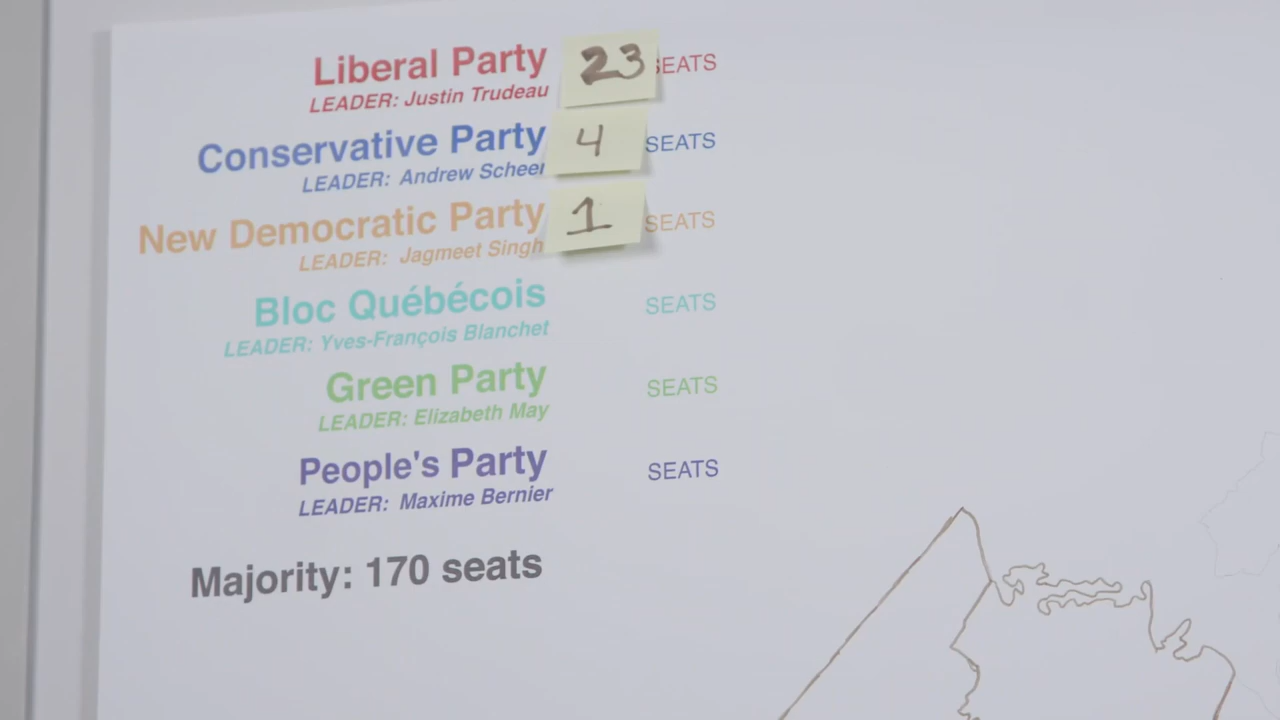 Liberal Party 23 SEATS
LEADER: Justin Trudeau
Conservative Party 4 SEATS
LEADER: Andrew Scheer
New Democratic Party 1 SEATS
LEADER: Jagmeet Singh
Bloc Québécois SEATS
LEADER: Yves-François Blanchet
Green Party SEATS
LEADER: Elizabeth May
People's Party SEATS
LEADER: Maxime Bernier
Majority: 170 seats